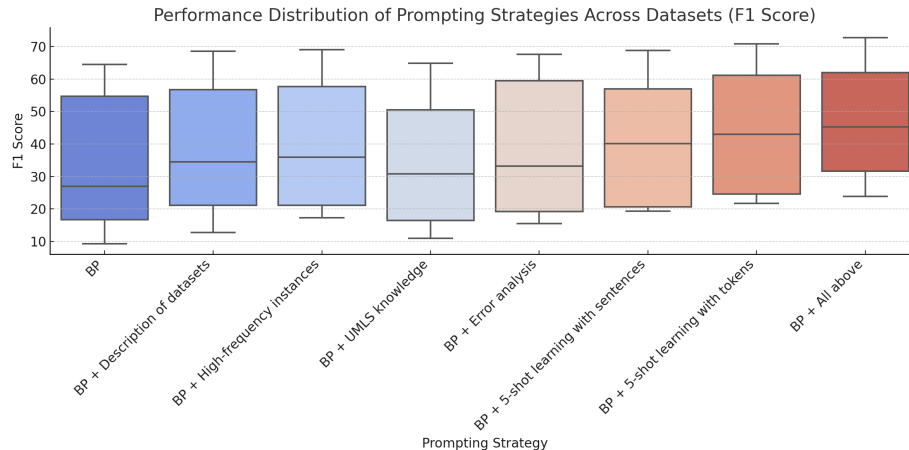 Performance Distribution of Prompting Strategies Across Datasets (F1 Score)
F1 Score
70
60
50
40
30
20
10
BP
BP + Description of datasets
BP + High-frequency instances
BP + UMLS knowledge
BP + Error analysis
BP + 5-shot learning with sentences
BP + 5-shot learning with tokens
BP + All above
Prompting Strategy